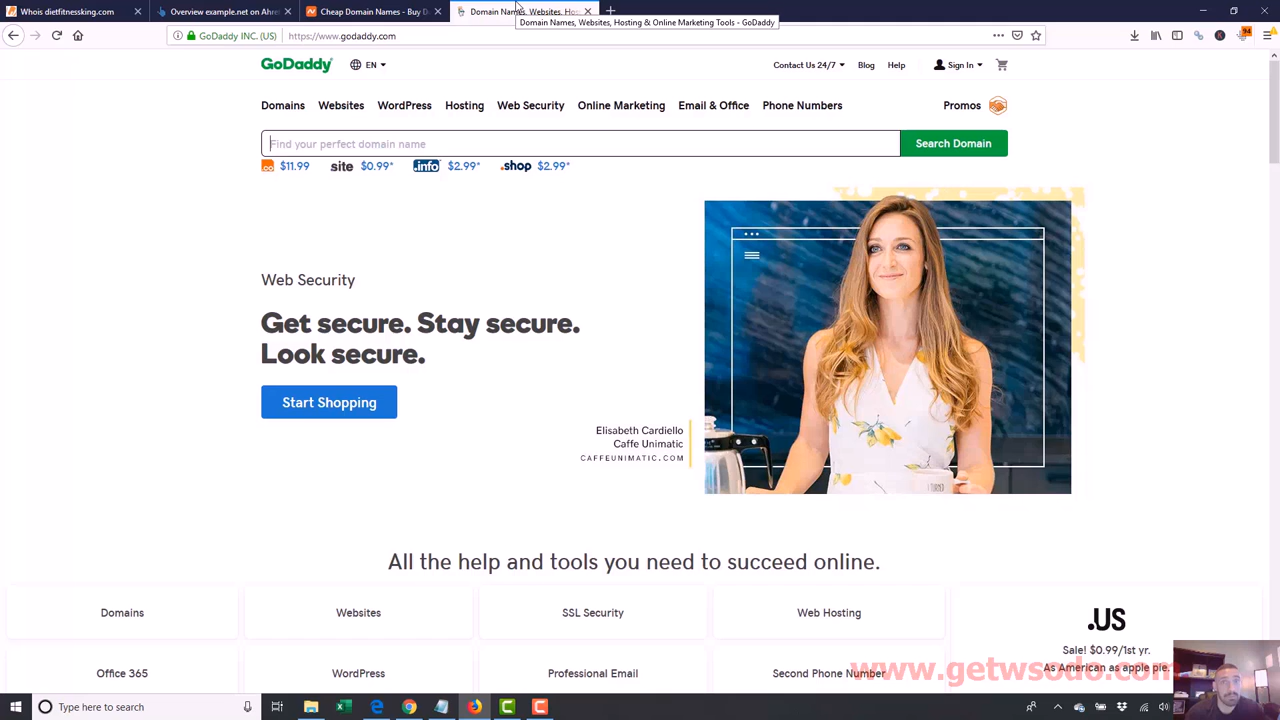 Whois dietfitnessking.com
Overview example.net on Ahre
Cheap Domain Names - Buy D
Domain Names, Websites, Hos
Domain Names, Websites, Hosting & Online Marketing Tools - GoDaddy
GoDaddy INC. (US)
https://www.godaddy.com
94
GoDaddy
EN
Contact Us 24/7
Blog
Help
Sign In
Domains
Websites
WordPress
Hosting
Web Security
Online Marketing
Email & Office
Phone Numbers
Promos
Find your perfect domain name
Search Domain
$11.99
site $0.99*
.info $2.99*
.shop $2.99*
Web Security
Get secure. Stay secure.
Look secure.
Start Shopping
Elisabeth Cardiello
Caffe Unimatic
CAFFEUNIMATIC.COM
All the help and tools you need to succeed online.
Domains
Websites
SSL Security
Web Hosting
.US
Sale! $0.99/1st yr.
As American as apple pie.
Office 365
WordPress
Professional Email
Second Phone Number
www.getwsodo.com
Type here to search